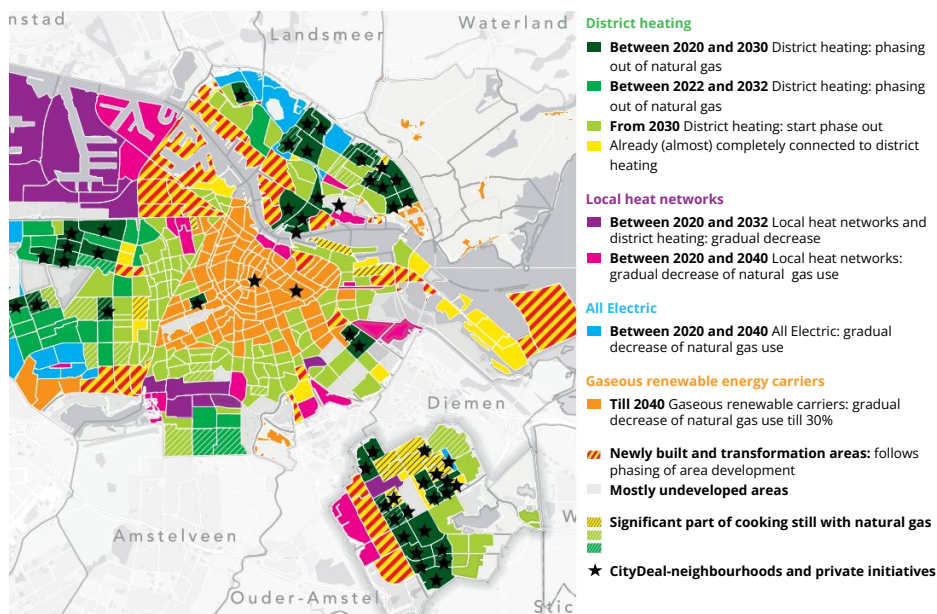 nstad
Waterland
Landsmeer
Diemen
Amstelveen
Ouder-Amstel
W
Stic
District heating
Between 2020 and 2030 District heating: phasing
out of natural gas
Between 2022 and 2032 District heating: phasing
out of natural gas
From 2030 District heating: start phase out
Already (almost) completely connected to district
heating
Local heat networks
Between 2020 and 2032 Local heat networks and
district heating: gradual decrease
Between 2020 and 2040 Local heat networks:
gradual decrease of natural gas use
All Electric
Between 2020 and 2040 All Electric: gradual
decrease of natural gas use
Gaseous renewable energy carriers
Till 2040 Gaseous renewable carriers: gradual
decrease of natural gas use till 30%
Newly built and transformation areas: follows
phasing of area development
Mostly undeveloped areas
Significant part of cooking still with natural gas
CityDeal-neighbourhoods and private initiatives